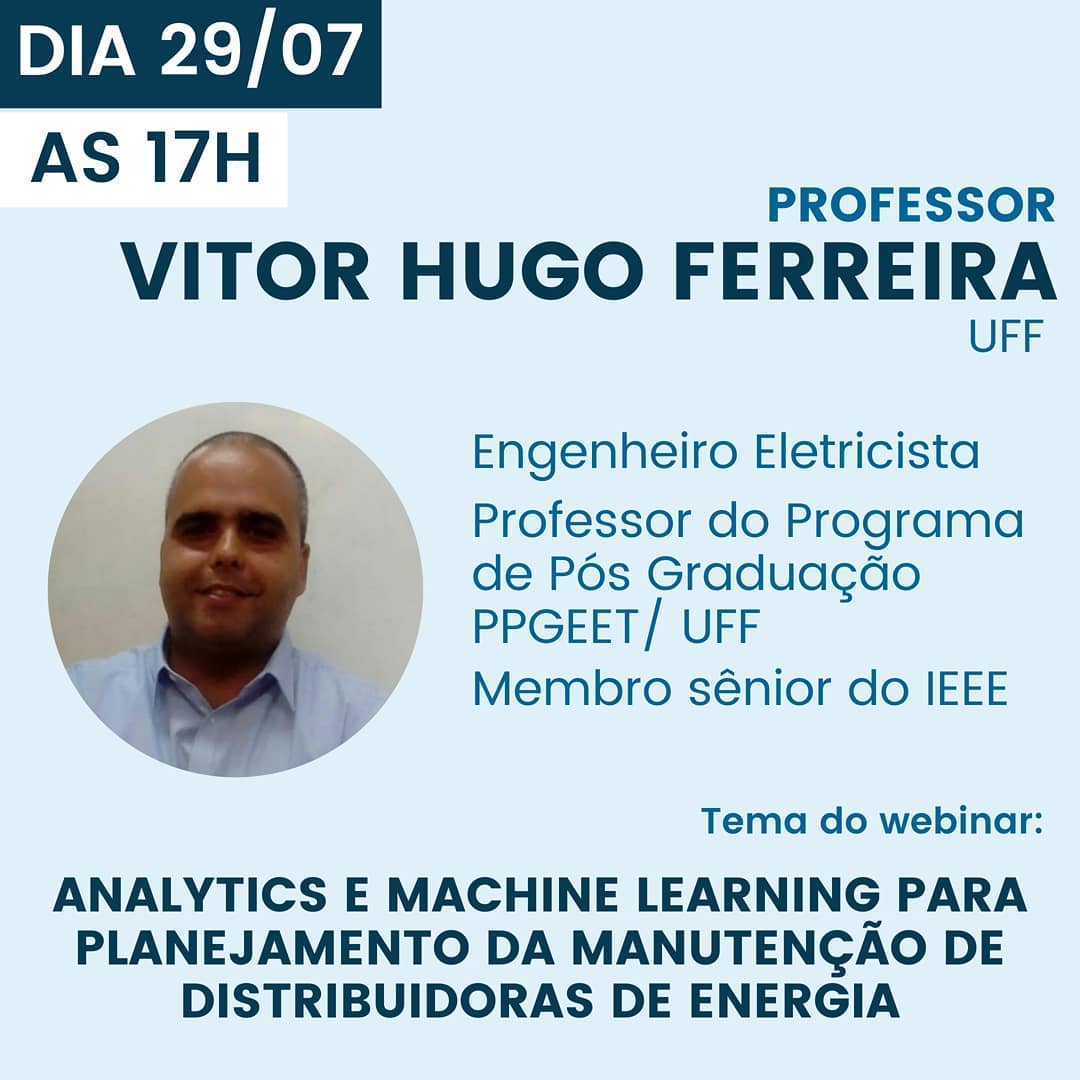 DIA 29/07
AS 17H
PROFESSOR
VITOR HUGO FERREIRA
UFF
Engenheiro Eletricista
Professor do Programa
de Pós Graduação
PPGEET/ UFF
Membro sênior do IEEE
Tema do webinar:
ANALYTICS E MACHINE LEARNING PARA
PLANEJAMENTO DA MANUTENÇÃO DE
DISTRIBUIDORAS DE ENERGIA